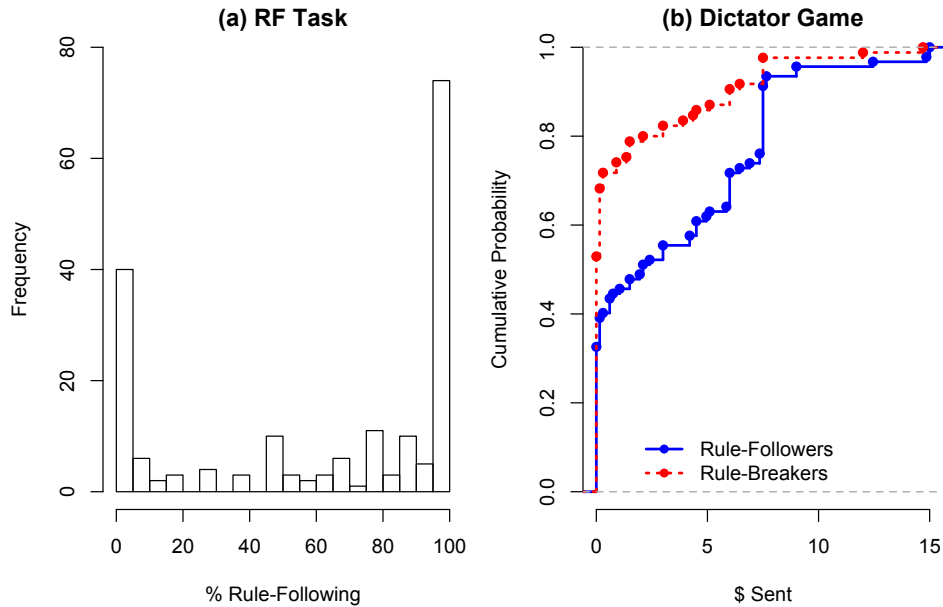 (a) RF Task
Frequency
0
20
40
60
80
0
20
40
60
80
100
% Rule-Following
(b) Dictator Game
Cumulative Probability
0.0
0.2
0.4
0.6
0.8
1.0
Rule-Followers
Rule-Breakers
0
5
10
15
$ Sent